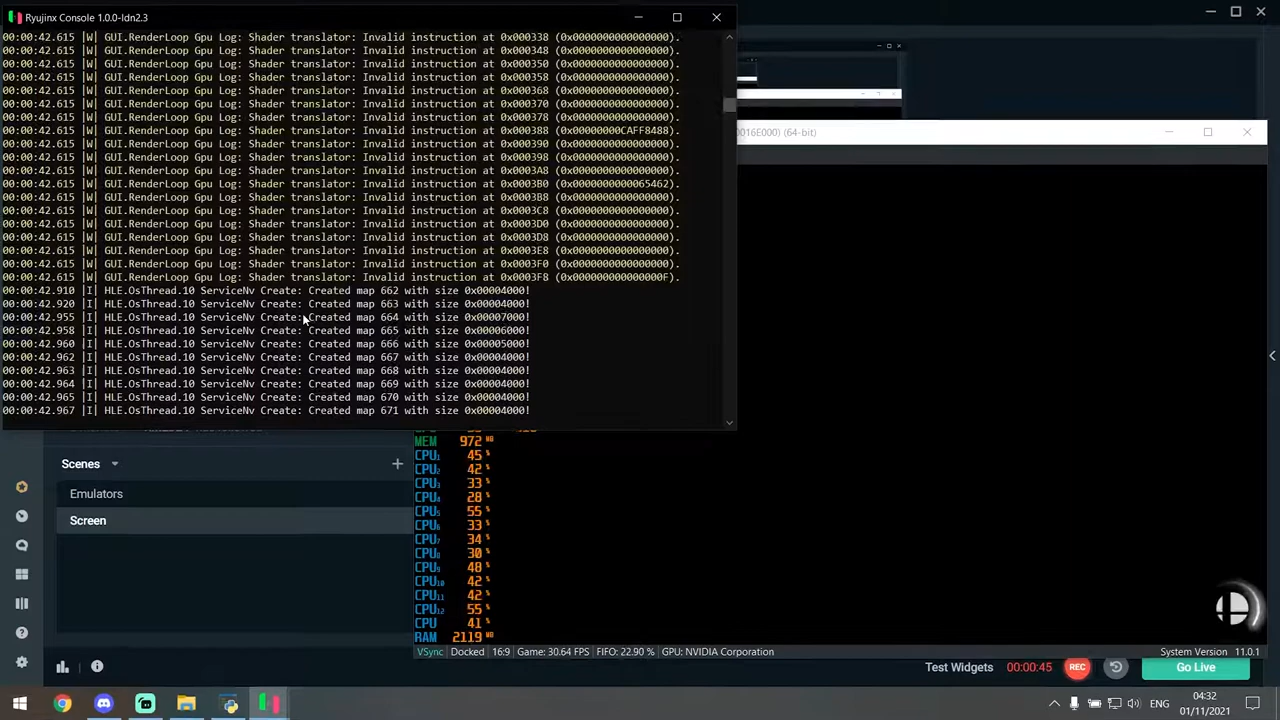 Ryujinx Console 1.0.0-ldn2.3
00:00:42.615 |W| GUI.RenderLoop Gpu Log: Shader translator: Invalid instruction at 0x000338 (0x0000000000000000).
00:00:42.615 |W| GUI.RenderLoop Gpu Log: Shader translator: Invalid instruction at 0x000348 (0x0000000000000000).
00:00:42.615 |W| GUI.RenderLoop Gpu Log: Shader translator: Invalid instruction at 0x000350 (0x0000000000000000).
00:00:42.615 |W| GUI.RenderLoop Gpu Log: Shader translator: Invalid instruction at 0x000358 (0x0000000000000000).
00:00:42.615 |W| GUI.RenderLoop Gpu Log: Shader translator: Invalid instruction at 0x000368 (0x0000000000000000).
00:00:42.615 |W| GUI.RenderLoop Gpu Log: Shader translator: Invalid instruction at 0x000370 (0x0000000000000000).
00:00:42.615 |W| GUI.RenderLoop Gpu Log: Shader translator: Invalid instruction at 0x000378 (0x0000000000000000).
00:00:42.615 |W| GUI.RenderLoop Gpu Log: Shader translator: Invalid instruction at 0x000388 (0x00000000CAFF8488).
00:00:42.615 |W| GUI.RenderLoop Gpu Log: Shader translator: Invalid instruction at 0x000390 (0x0000000000000000).
00:00:42.615 |W| GUI.RenderLoop Gpu Log: Shader translator: Invalid instruction at 0x000398 (0x0000000000000000).
00:00:42.615 |W| GUI.RenderLoop Gpu Log: Shader translator: Invalid instruction at 0x0003A8 (0x0000000000000000).
00:00:42.615 |W| GUI.RenderLoop Gpu Log: Shader translator: Invalid instruction at 0x0003B0 (0x0000000000065462).
00:00:42.615 |W| GUI.RenderLoop Gpu Log: Shader translator: Invalid instruction at 0x0003B8 (0x0000000000000000).
00:00:42.615 |W| GUI.RenderLoop Gpu Log: Shader translator: Invalid instruction at 0x0003C8 (0x0000000000000000).
00:00:42.615 |W| GUI.RenderLoop Gpu Log: Shader translator: Invalid instruction at 0x0003D0 (0x0000000000000000).
00:00:42.615 |W| GUI.RenderLoop Gpu Log: Shader translator: Invalid instruction at 0x0003D8 (0x0000000000000000).
00:00:42.615 |W| GUI.RenderLoop Gpu Log: Shader translator: Invalid instruction at 0x0003E8 (0x0000000000000000).
00:00:42.615 |W| GUI.RenderLoop Gpu Log: Shader translator: Invalid instruction at 0x0003F0 (0x0000000000000000).
00:00:42.615 |W| GUI.RenderLoop Gpu Log: Shader translator: Invalid instruction at 0x0003F8 (0x000000000000000F).
00:00:42.910 |I| HLE.OsThread.10 ServiceNv Create: Created map 662 with size 0x00004000!
00:00:42.920 |I| HLE.OsThread.10 ServiceNv Create: Created map 663 with size 0x00004000!
00:00:42.955 |I| HLE.OsThread.10 ServiceNv Create: Created map 664 with size 0x00007000!
00:00:42.958 |I| HLE.OsThread.10 ServiceNv Create: Created map 665 with size 0x00006000!
00:00:42.960 |I| HLE.OsThread.10 ServiceNv Create: Created map 666 with size 0x00005000!
00:00:42.962 |I| HLE.OsThread.10 ServiceNv Create: Created map 667 with size 0x00004000!
00:00:42.963 |I| HLE.OsThread.10 ServiceNv Create: Created map 668 with size 0x00004000!
00:00:42.964 |I| HLE.OsThread.10 ServiceNv Create: Created map 669 with size 0x00004000!
00:00:42.965 |I| HLE.OsThread.10 ServiceNv Create: Created map 670 with size 0x00004000!
00:00:42.967 |I| HLE.OsThread.10 ServiceNv Create: Created map 671 with size 0x00004000!
0016E000) (64-bit)
MEM 972 MB
CPU1 45 %
CPU2 42 %
CPU3 33 %
CPU4 28 %
CPU5 55 %
CPU6 33 %
CPU7 34 %
CPU8 30 %
CPU9 48 %
CPU10 42 %
CPU11 42 %
CPU12 55 %
CPU 41 %
RAM 2119 MB
Scenes
Emulators
Screen
VSync Docked 16:9 Game: 30.64 FPS FIFO: 22.90 % GPU: NVIDIA Corporation System Version 11.0.1
Test Widgets 00:00:45 REC Go Live
ENG 04:32
01/11/2021